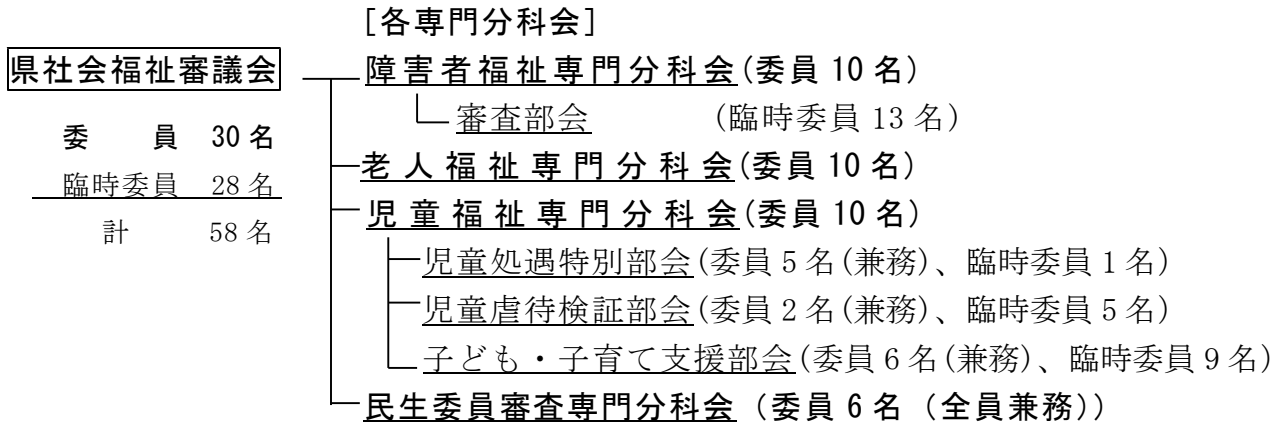 [各専門分科会]
県社会福祉審議会
障害者福祉専門分科会(委員 10 名)
審査部会 (臨時委員 13 名)
委 員 30 名
臨時委員 28 名
計 58 名
老人福祉専門分科会(委員 10 名)
児童福祉専門分科会(委員 10 名)
児童処遇特別部会(委員 5 名(兼務)、臨時委員 1 名)
児童虐待検証部会(委員 2 名(兼務)、臨時委員 5 名)
子ども・子育て支援部会(委員 6 名(兼務)、臨時委員 9 名)
民生委員審査専門分科会 (委員 6 名 (全員兼務))